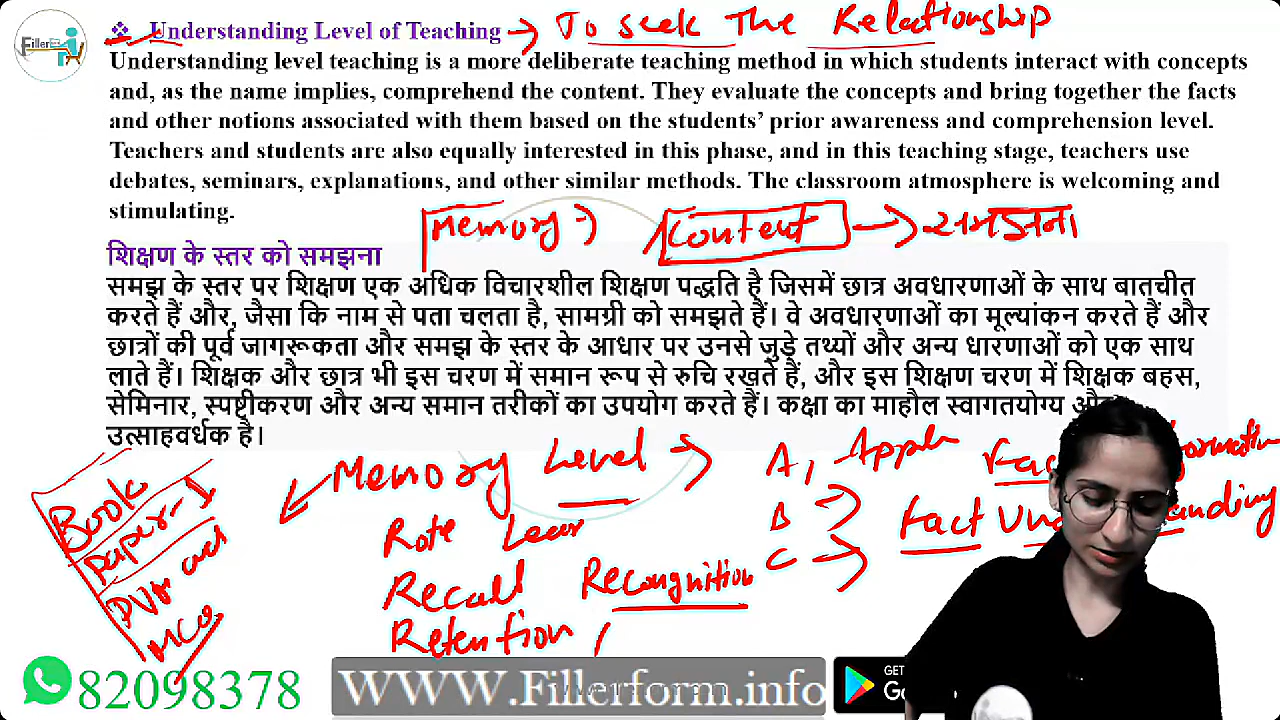 Filler
❖ Understanding Level of Teaching → To seek The Relationship
Understanding level teaching is a more deliberate teaching method in which students interact with concepts
and, as the name implies, comprehend the content. They evaluate the concepts and bring together the facts
and other notions associated with them based on the students' prior awareness and comprehension level.
Teachers and students are also equally interested in this phase, and in this teaching stage, teachers use
debates, seminars, explanations, and other similar methods. The classroom atmosphere is welcoming and
stimulating.
Memory → Content → समझना
शिक्षण के स्तर को समझना
समझ के स्तर पर शिक्षण एक अधिक विचारशील शिक्षण पद्धति है जिसमें छात्र अवधारणाओं के साथ बातचीत
करते हैं और, जैसा कि नाम से पता चलता है, सामग्री को समझते हैं। वे अवधारणाओं का मूल्यांकन करते हैं और
छात्रों की पूर्व जागरूकता और समझ के स्तर के आधार पर उनसे जुड़े तथ्यों और अन्य धारणाओं को एक साथ
लाते हैं। शिक्षक और छात्र भी इस चरण में समान रूप से रुचि रखते हैं, और इस शिक्षण चरण में शिक्षक बहस,
सेमिनार, स्पष्टीकरण और अन्य समान तरीकों का उपयोग करते हैं। कक्षा का माहौल स्वागतयोग्य
उत्साहवर्धक है।
Memory Level → A, Apple
B
C → Fact
Rote Lear
Recall Recongnition
Retention
Book
Paper-I
MCQ
82098378
www.Fillerform.info
GET